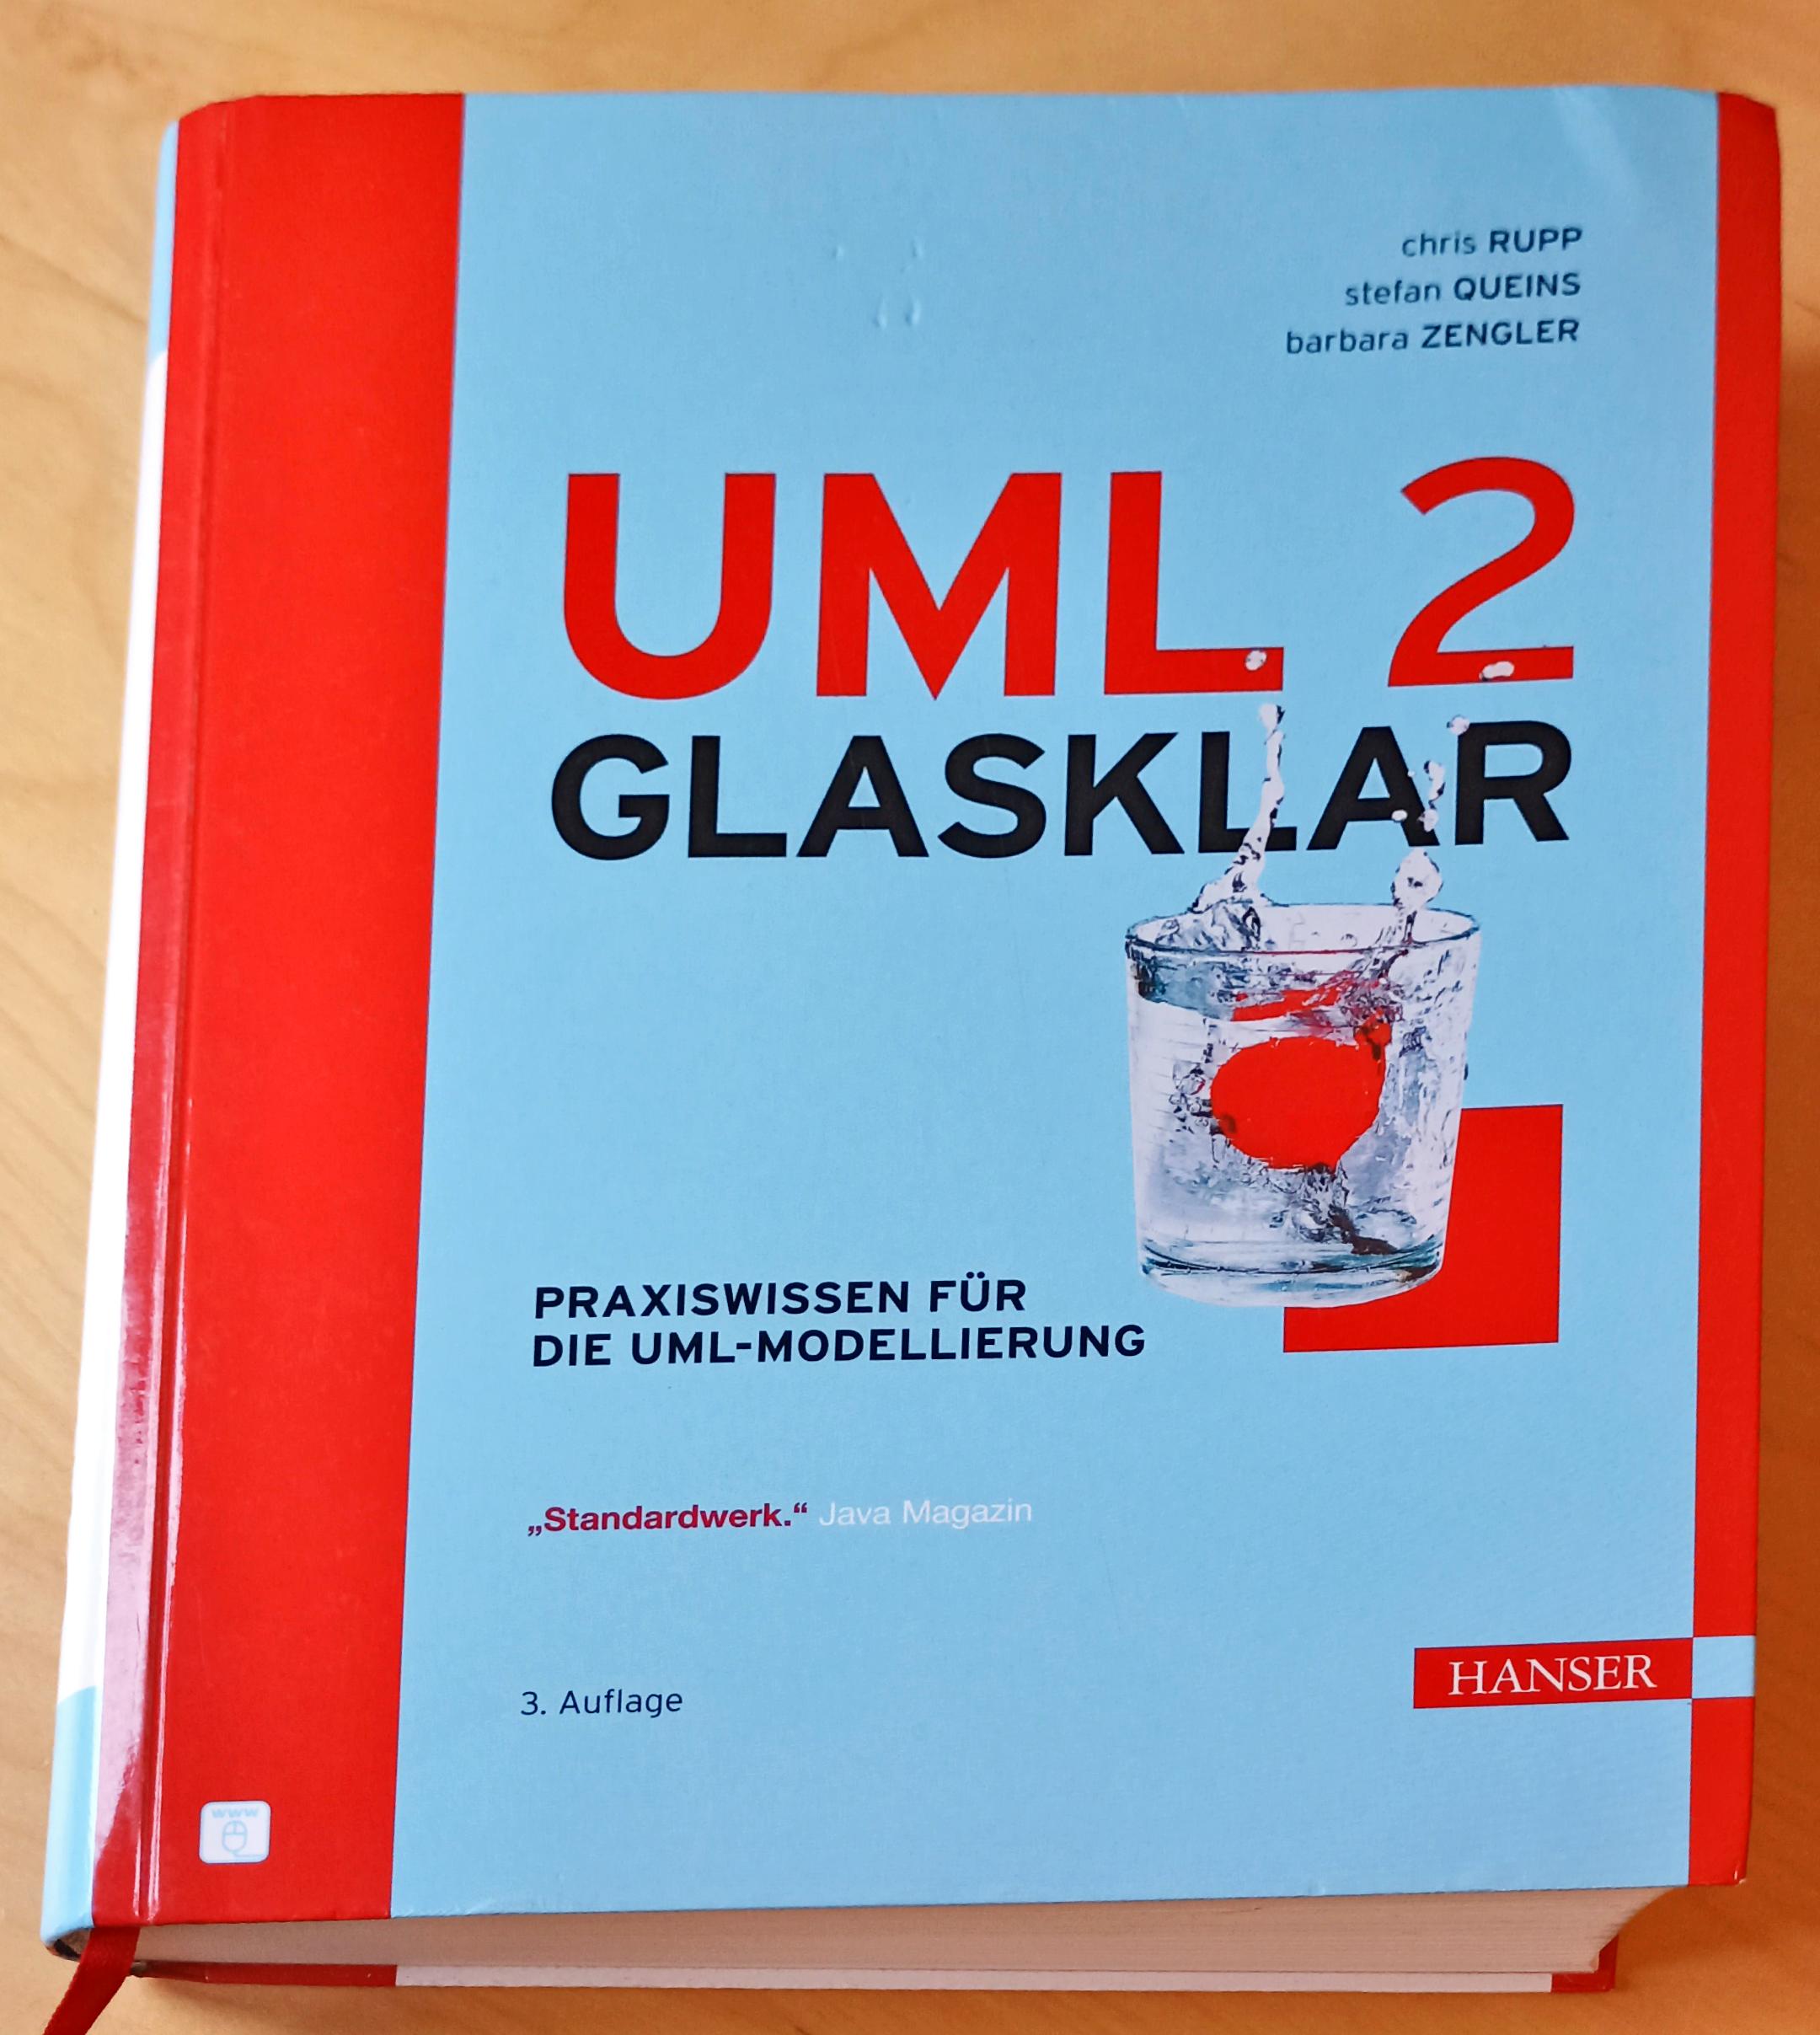 chris RUPP
stefan QUEINS
barbara ZENGLER
UML 2
GLASKLAR
PRAXISWISSEN FÜR
DIE UML-MODELLIERUNG
„Standardwerk.“ Java Magazin
3. Auflage
HANSER
www